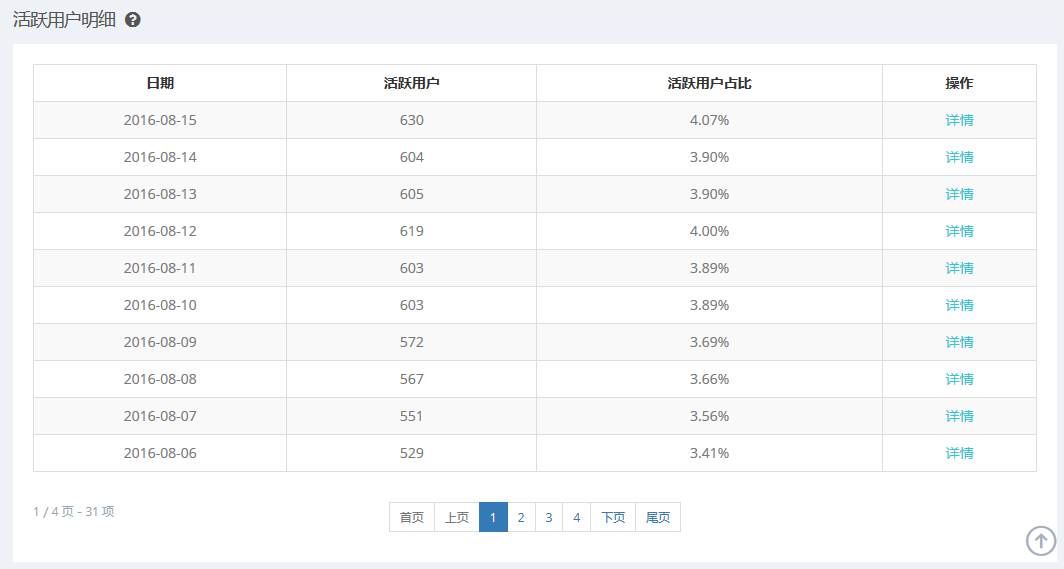 活跃用户明细 ?
日期 活跃用户 活跃用户占比 操作
2016-08-15 630 4.07% 详情
2016-08-14 604 3.90% 详情
2016-08-13 605 3.90% 详情
2016-08-12 619 4.00% 详情
2016-08-11 603 3.89% 详情
2016-08-10 603 3.89% 详情
2016-08-09 572 3.69% 详情
2016-08-08 567 3.66% 详情
2016-08-07 551 3.56% 详情
2016-08-06 529 3.41% 详情
1 / 4 页 - 31 项 首页 上页 1 2 3 4 下页 尾页